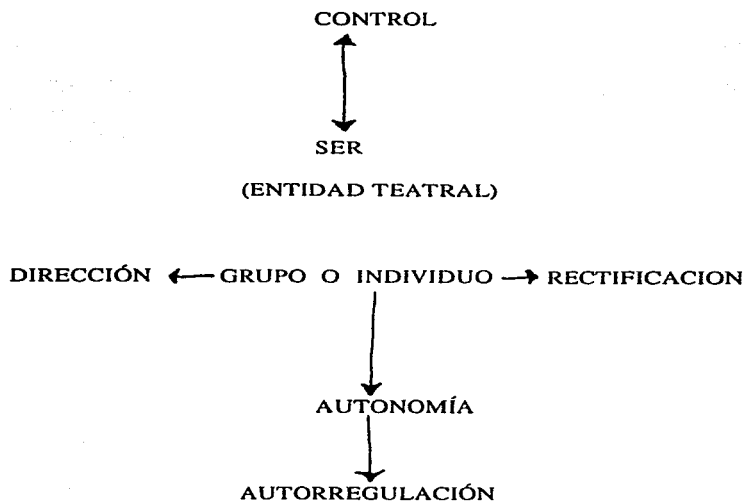 CONTROL
SER
(ENTIDAD TEATRAL)
DIRECCIÓN GRUPO O INDIVIDUO RECTIFICACION
AUTONOMÍA
AUTORREGULACIÓN